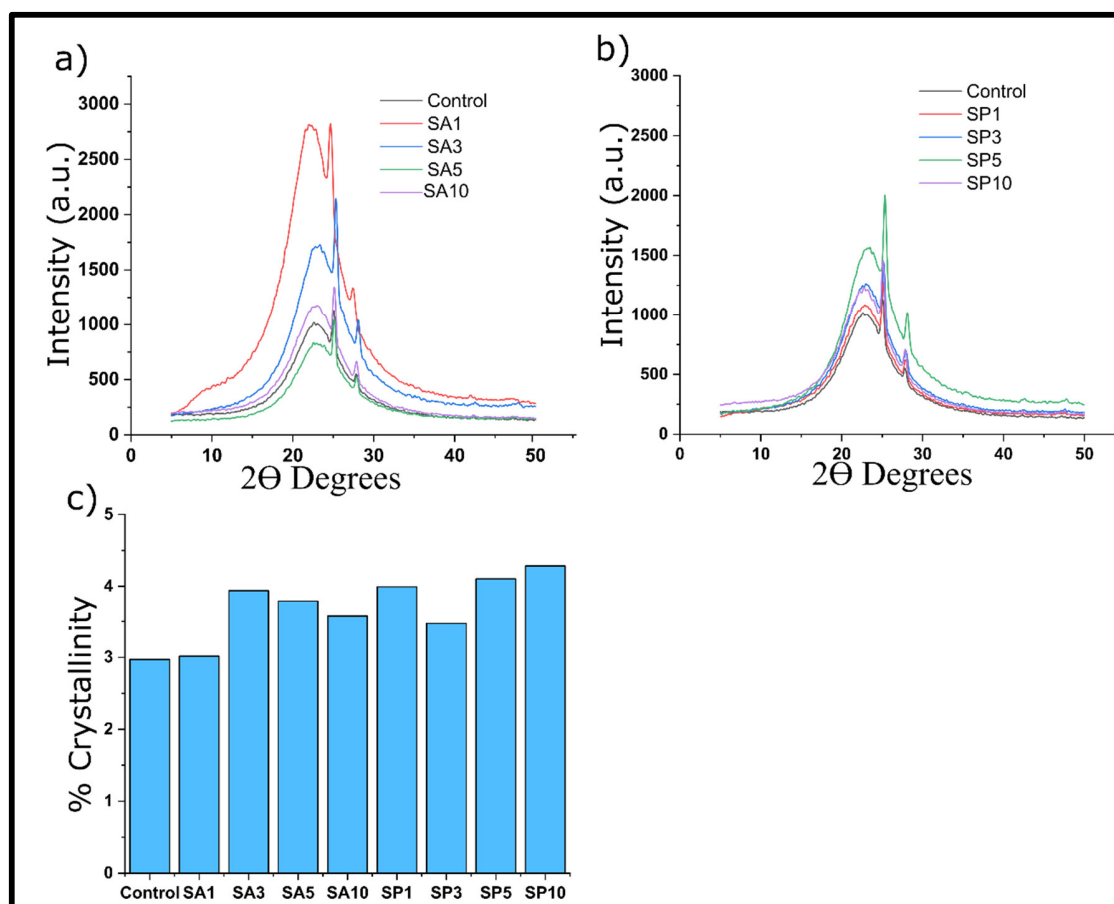 a)
3000
2500
2000
1500
1000
500
0
Intensity (a.u.)
Control
SA1
SA3
SA5
SA10
0 10 20 30 40 50
2ϴ Degrees
b)
3000
2500
2000
1500
1000
500
0
Intensity (a.u.)
Control
SP1
SP3
SP5
SP10
0 10 20 30 40 50
2ϴ Degrees
c)
5
4
3
2
1
0
% Crystallinity
Control SA1 SA3 SA5 SA10 SP1 SP3 SP5 SP10